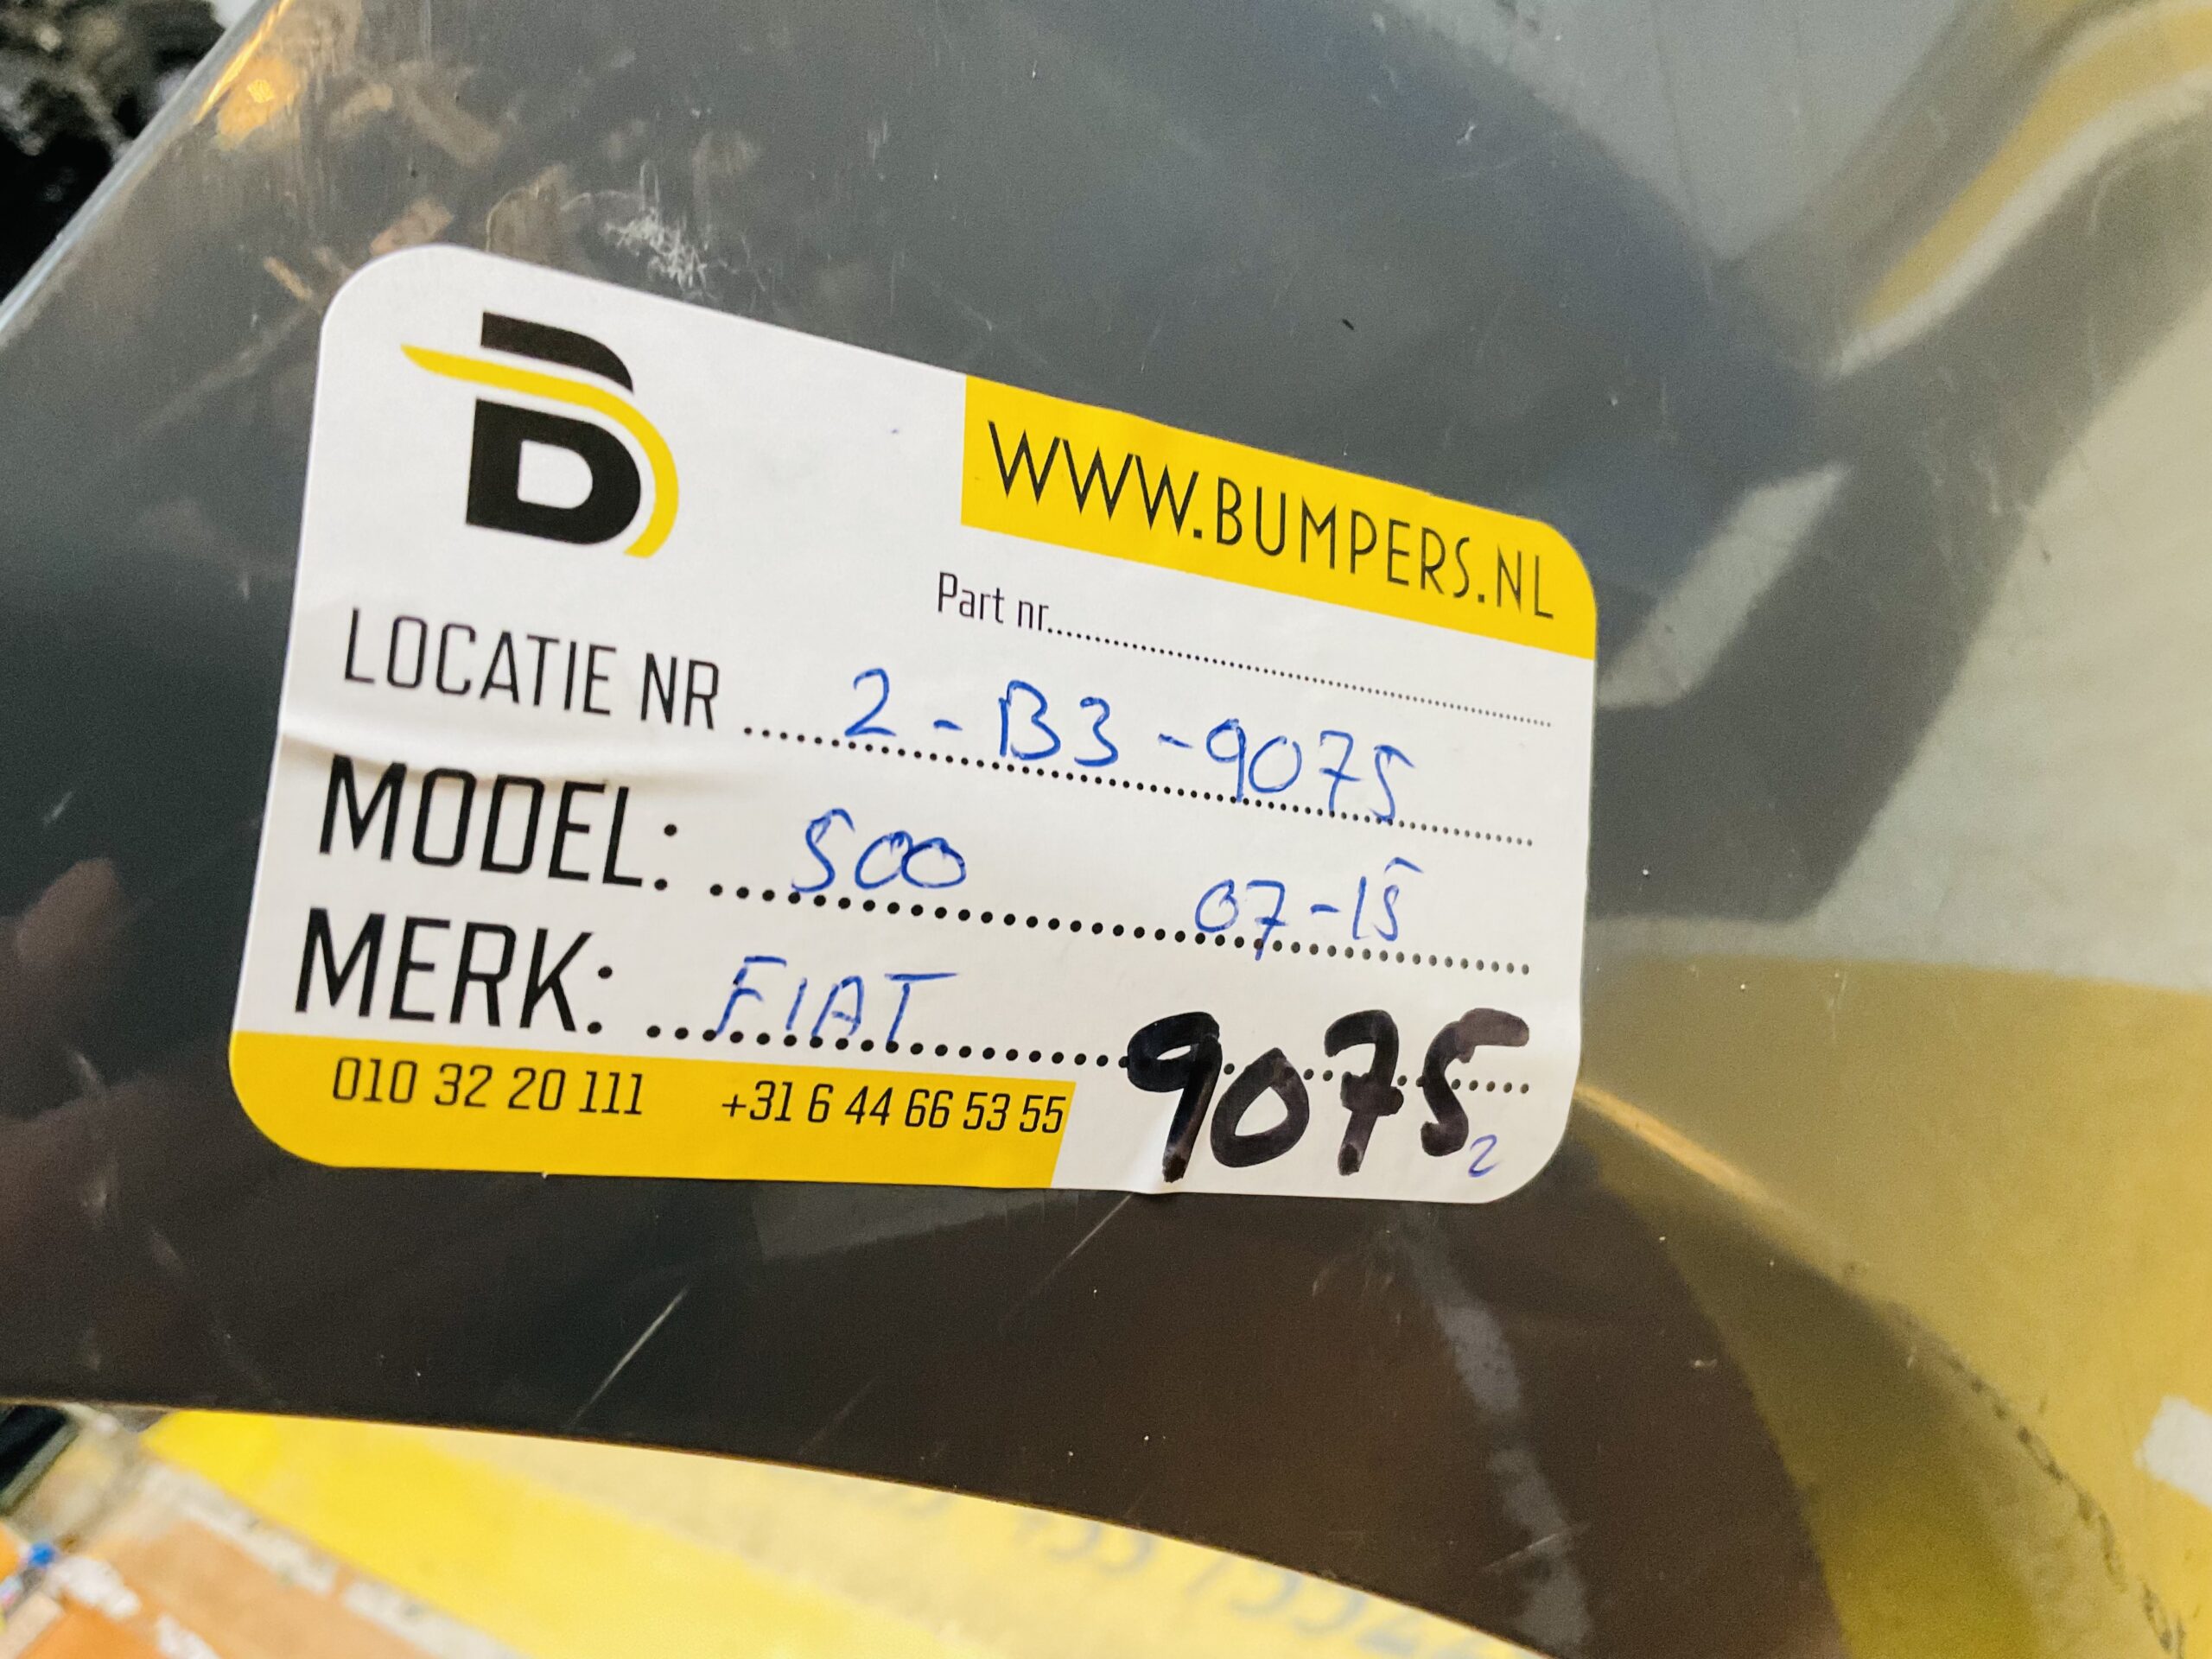 WWW.BUMPERS.NL
Part nr..........
LOCATIE NR .... 2-B3-9075
MODEL: ... 500 07-15
MERK: ... FIAT
9075
2
010 32 20 111 +31 6 44 66 53 55